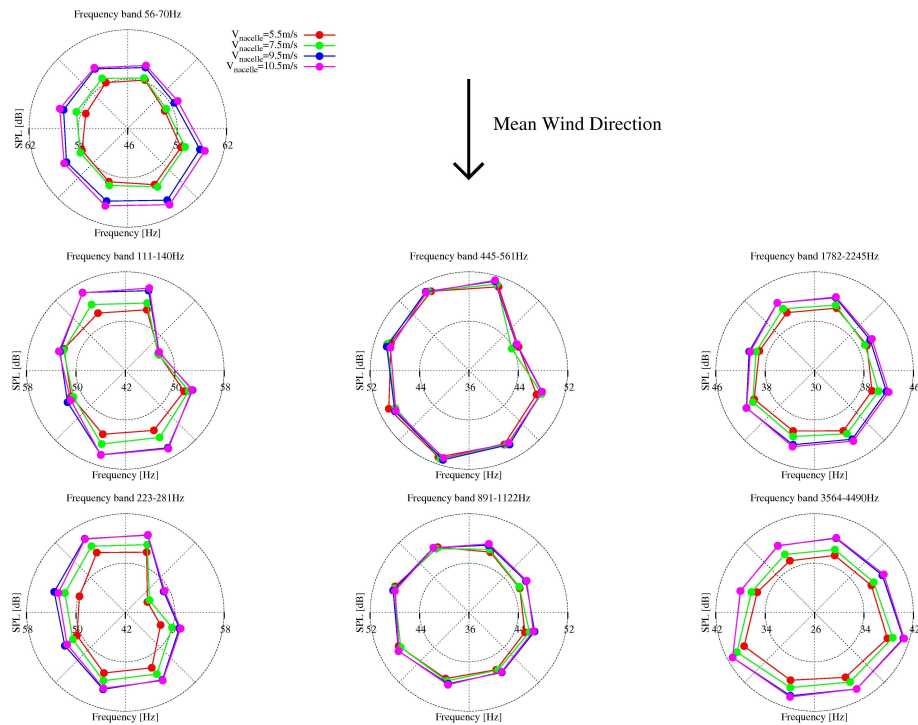 Frequency band 56-70Hz
V nacelle=5.5m/s
V nacelle=7.5m/s
V nacelle=9.5m/s
V nacelle=10.5m/s
Mean Wind Direction
SPL [dB]
62 46 62
Frequency [Hz]
Frequency band 111-140Hz
Frequency band 445-561Hz
Frequency band 1782-2245Hz
SPL [dB]
58 50 42 50 58
SPL [dB]
52 44 36 44 52
SPL [dB]
46 38 30 38 46
Frequency [Hz]
Frequency [Hz]
Frequency [Hz]
Frequency band 223-281Hz
Frequency band 891-1122Hz
Frequency band 3564-4490Hz
SPL [dB]
58 50 42 58
SPL [dB]
52 44 36 52
SPL [dB]
42 34 26 34 42
Frequency [Hz]
Frequency [Hz]
Frequency [Hz]